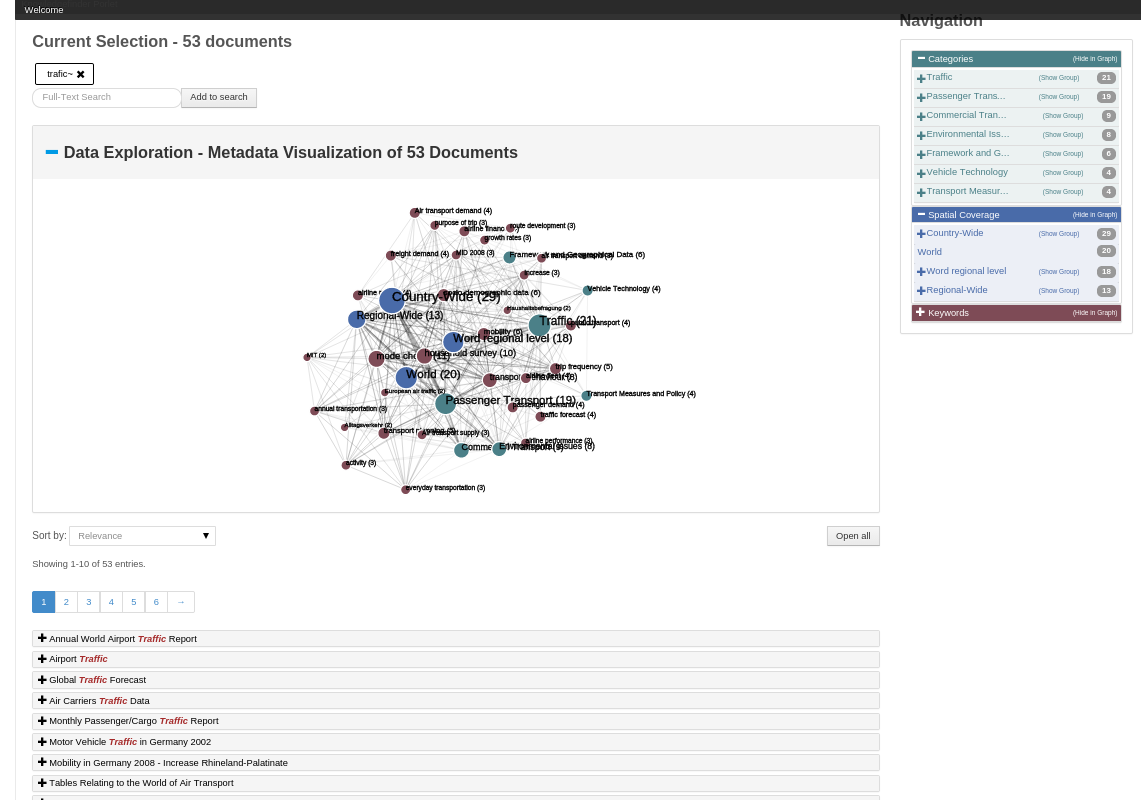 Welcome
Navigation
Current Selection - 53 documents
trafic~ ✖
Full-Text Search
Add to search
Data Exploration - Metadata Visualization of 53 Documents
Air transport demand (4)
purpose of trip (3)
airline financ
route development (3)
growth rates (3)
freight demand (4)
MID 2008 (3)
Geographical Data (6)
increase (3)
Vehicle Technology (4)
demographic data (6)
Country-Wide (29)
Haushaltsbefragung (2)
Regional-Wide (13)
Traffic (21)
transport (4)
mobility (6)
Word regional level (18)
household survey (10)
MIT (2)
mode
trip frequency (5)
World (20)
European air traffic (2)
Transport Measures and Policy (4)
Passenger Transport (19)
passenger demand (4)
annual transportation (3)
traffic forecast (4)
Alltagsverkehr (2)
transport
Air transport supply (3)
airline performance (3)
Environmental Issues (8)
activity (3)
everyday transportation (3)
Sort by:
Relevance
Open all
Showing 1-10 of 53 entries.
1 2 3 4 5 6 →
Annual World Airport Traffic Report
Airport Traffic
Global Traffic Forecast
Air Carriers Traffic Data
Monthly Passenger/Cargo Traffic Report
Motor Vehicle Traffic in Germany 2002
Mobility in Germany 2008 - Increase Rhineland-Palatinate
Tables Relating to the World of Air Transport
Categories (Hide in Graph)
Traffic (Show Group) 21
Passenger Trans... (Show Group) 19
Commercial Tran... (Show Group) 9
Environmental Iss... (Show Group) 8
Framework and G... (Show Group) 6
Vehicle Technology (Show Group) 4
Transport Measur... (Show Group) 4
Spatial Coverage (Hide in Graph)
Country-Wide (Show Group) 29
World 20
Word regional level (Show Group) 18
Regional-Wide (Show Group) 13
Keywords (Hide in Graph)